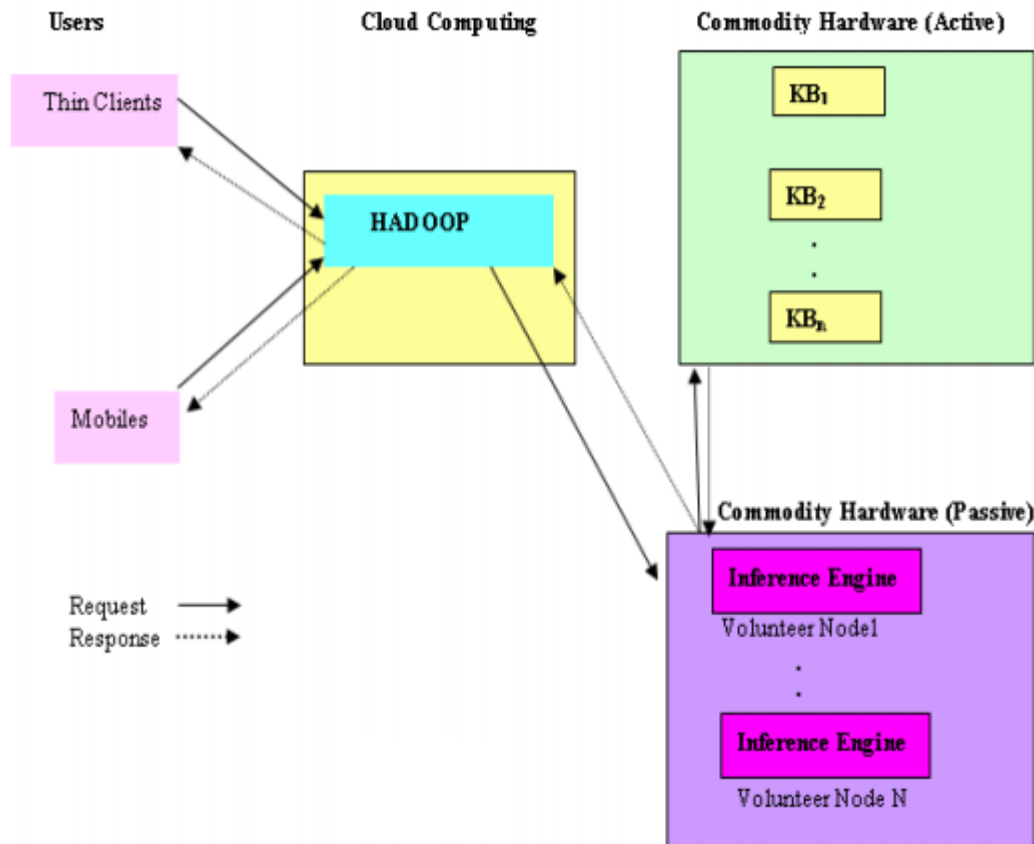 Users
Cloud Computing
Commodity Hardware (Active)
Thin Clients
KB1
HADOOP
KB2
.
.
KBn
Mobiles
Commodity Hardware (Passive)
Inference Engine
Volunteer Node1
.
.
Inference Engine
Volunteer Node N
Request
Response